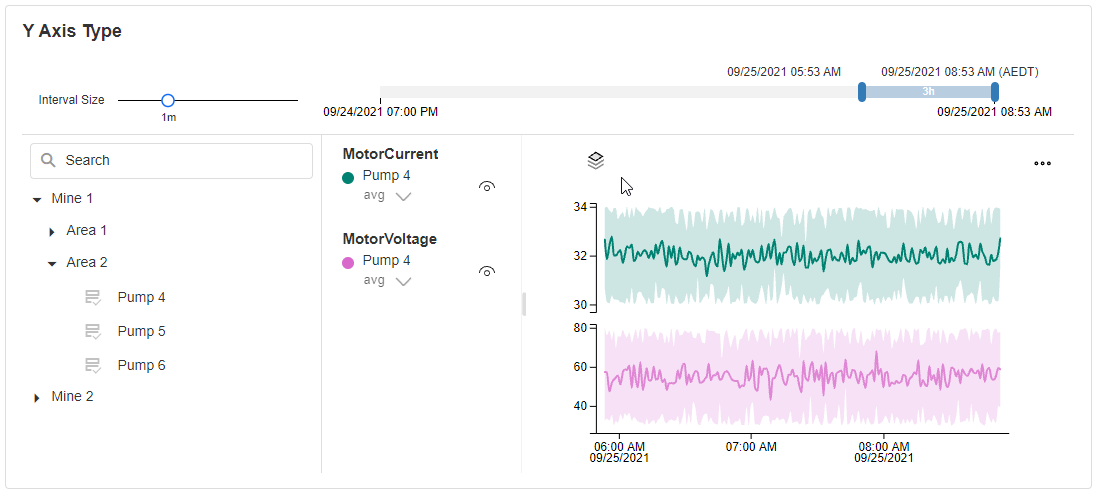 Y Axis Type
09/25/2021 05:53 AM
09/25/2021 08:53 AM (AEDT)
Interval Size
1m
3h
09/24/2021 07:00 PM
09/25/2021 08:53 AM
Search
Mine 1
Area 1
Area 2
Pump 4
Pump 5
Pump 6
Mine 2
MotorCurrent
Pump 4
avg
MotorVoltage
Pump 4
avg
34
32
30
80
60
40
06:00 AM
09/25/2021
07:00 AM
08:00 AM
09/25/2021